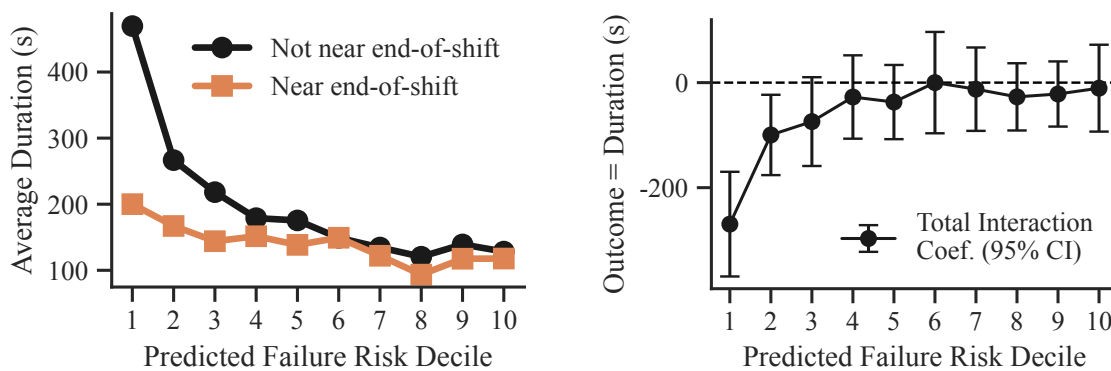 Average Duration (s)
400
300
200
100
Not near end-of-shift
Near end-of-shift
1 2 3 4 5 6 7 8 9 10
Predicted Failure Risk Decile
Outcome = Duration (s)
0
-200
Total Interaction
Coef. (95% CI)
1 2 3 4 5 6 7 8 9 10
Predicted Failure Risk Decile